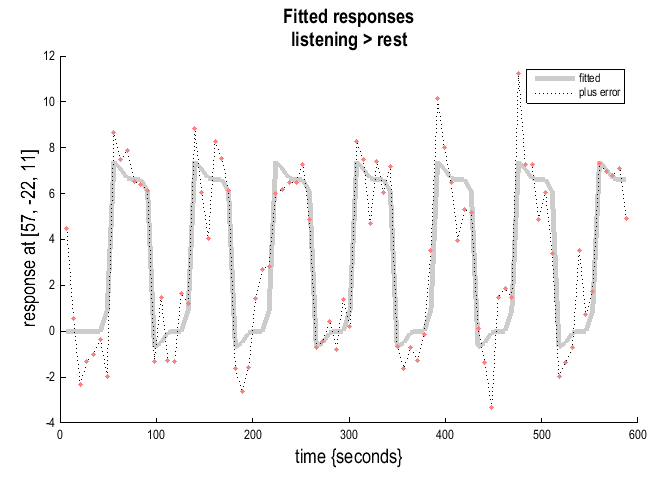 Fitted responses
listening > rest
12
10
8
6
4
2
0
-2
-4
response at [57, -22, 11]
fitted
plus error
0
100
200
300
400
500
600
time {seconds}